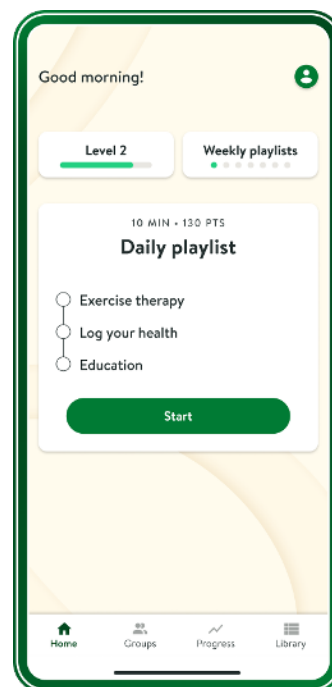 Good morning!
Level 2
Weekly playlists
10 MIN • 130 PTS
Daily playlist
Exercise therapy
Log your health
Education
Start
Home
Groups
Progress
Library